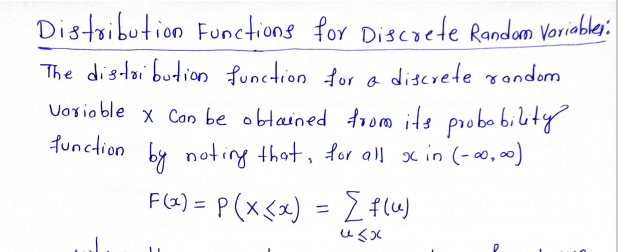 Distribution Functions for Discrete Random Variables:
The distribution function for a discrete random
variable X can be obtained from its probability
function by noting that, for all x in (-∞,∞)
F(x) = P(X≤x) = ∑ f(u)
u≤x